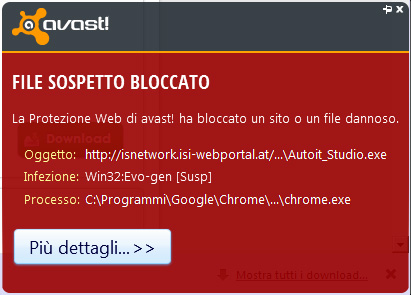 avast!
FILE SOSPETTO BLOCCATO
La Protezione Web di avast! ha bloccato un sito o un file dannoso.
Download
Oggetto: http://isnetwork.isi-webportal.at/...\Autoit_Studio.exe
Infezione: Win32:Evo-gen [Susp]
Processo: C:\Programmi\Google\Chrome\...\chrome.exe
Più dettagli... >>
Mostra tutti i download...